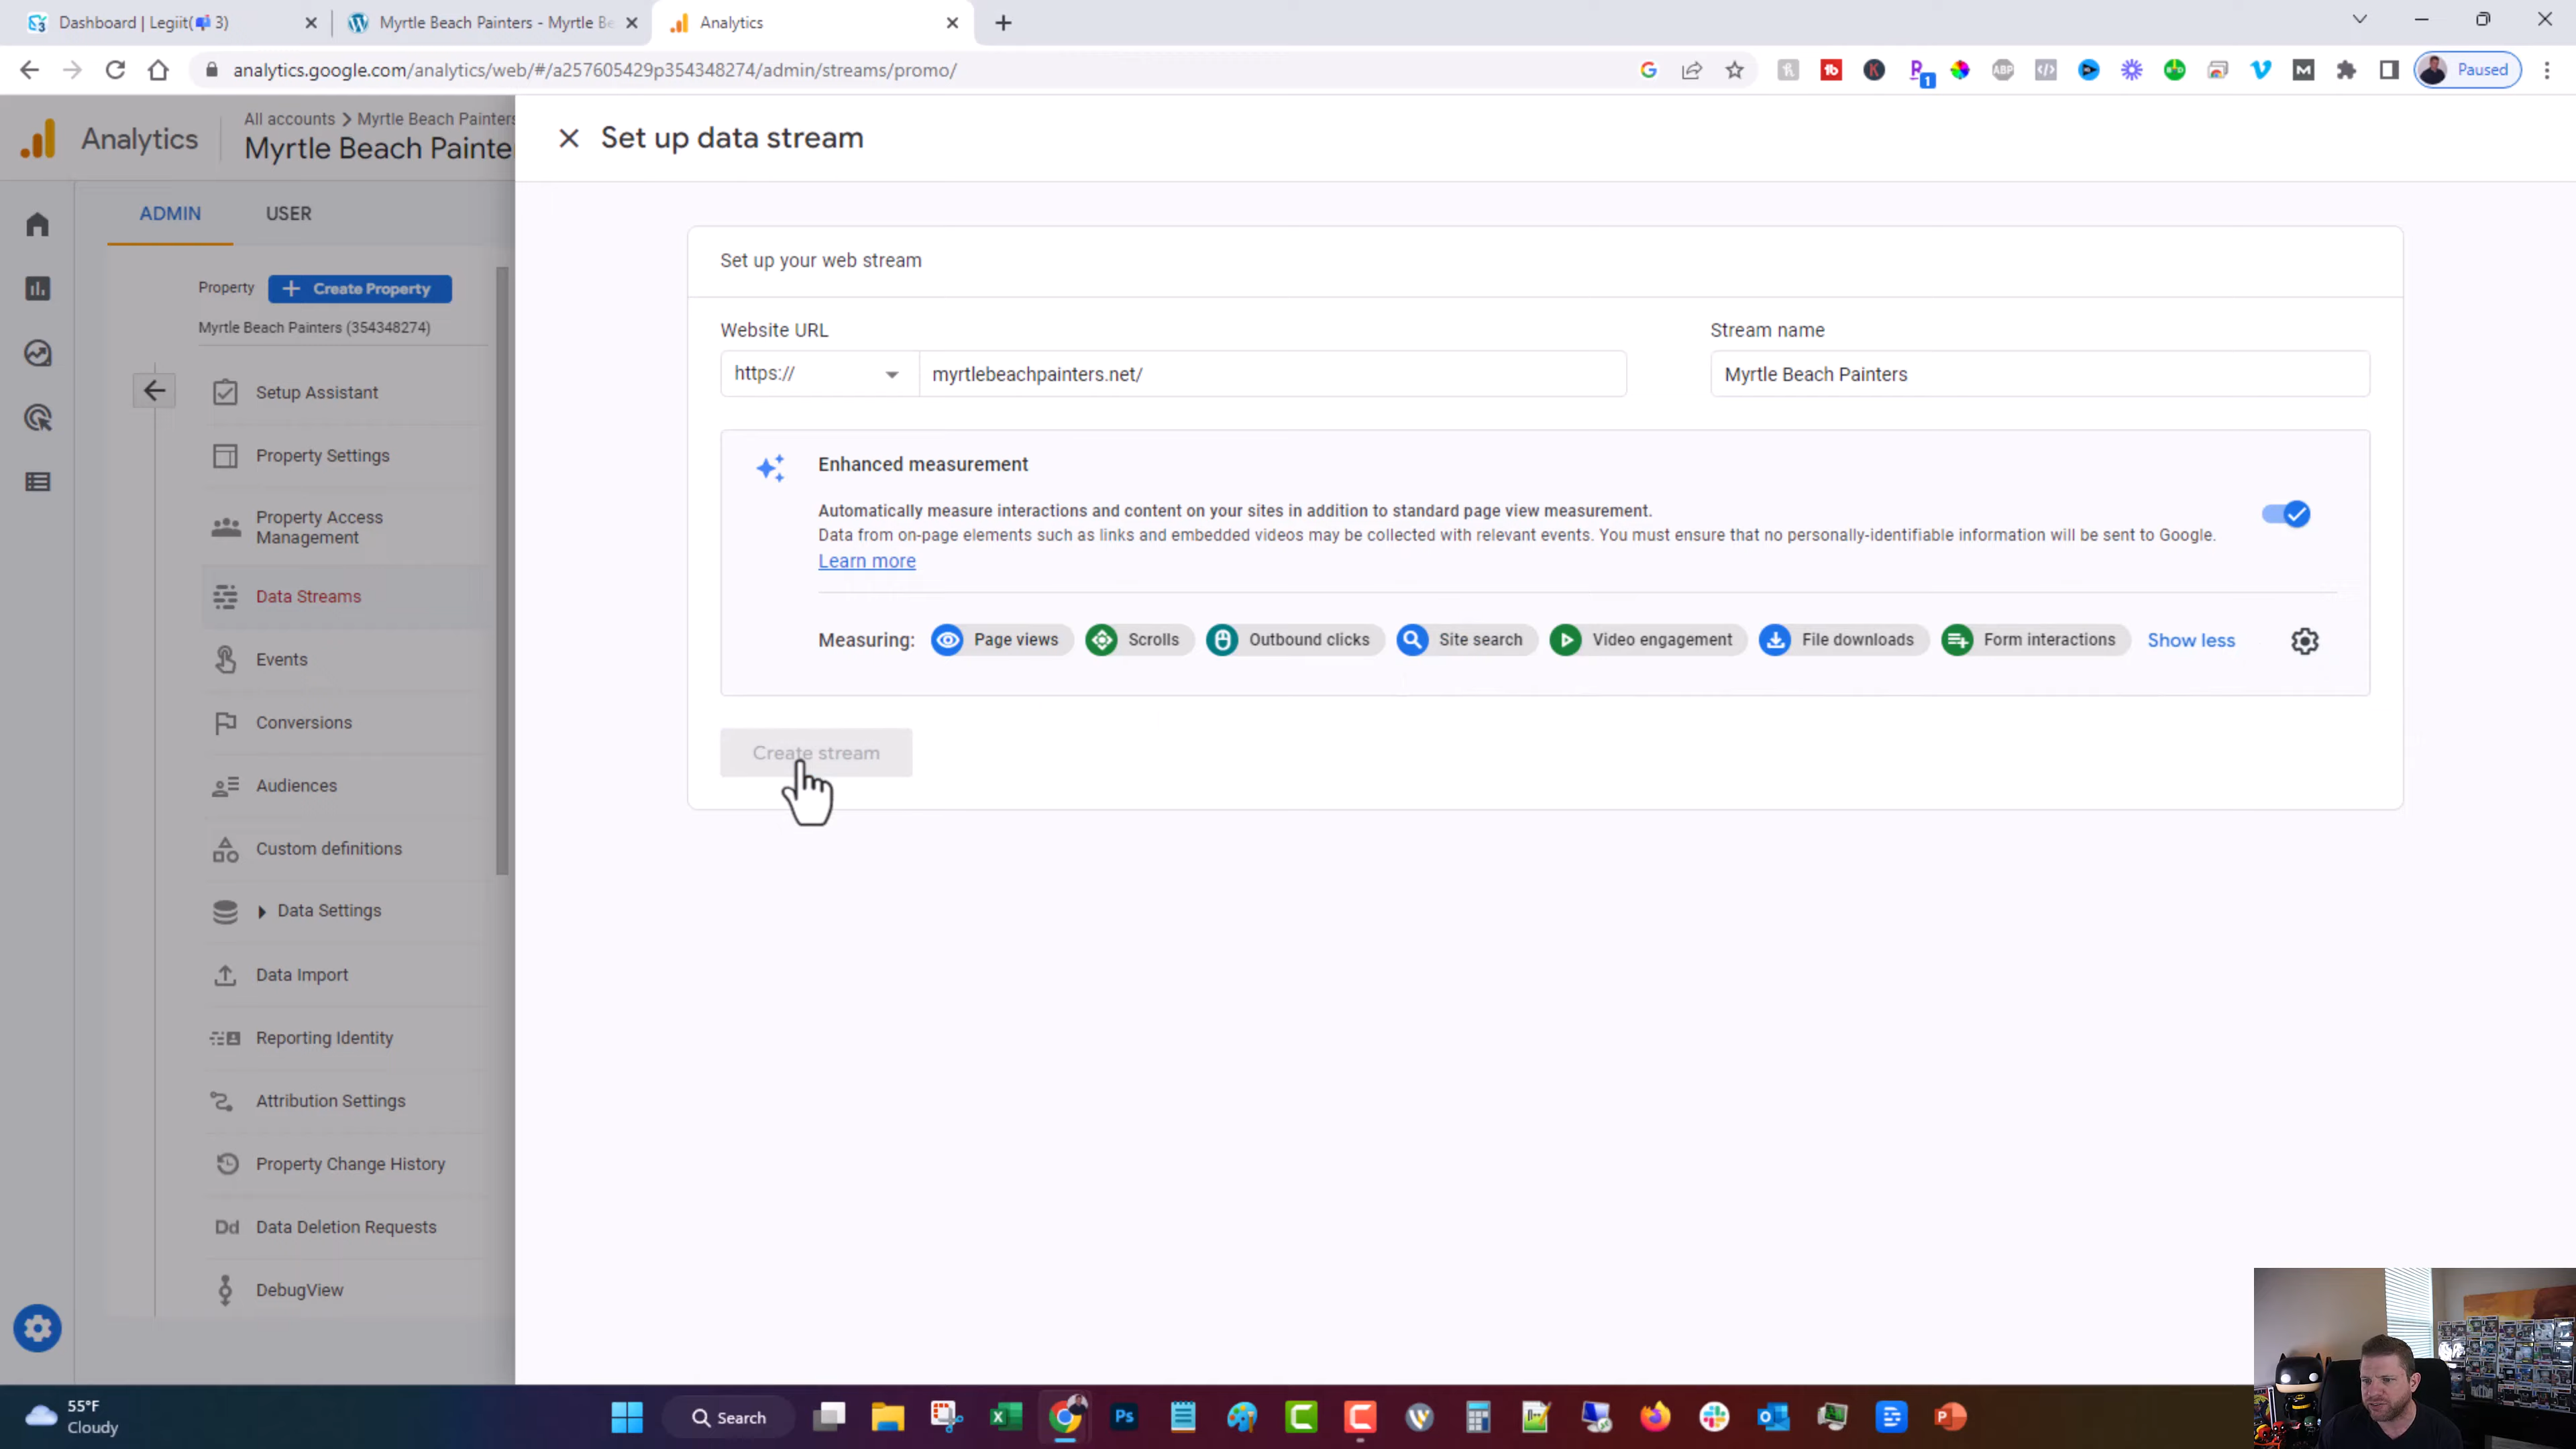 Dashboard | Legiit(📫 3)
Myrtle Beach Painters - Myrtle Be
Analytics
analytics.google.com/analytics/web/#/a257605429p354348274/admin/streams/promo/
Paused
Analytics
All accounts > Myrtle Beach Painters
Myrtle Beach Painte
Set up data stream
ADMIN
USER
Property
Create Property
Myrtle Beach Painters (354348274)
Setup Assistant
Property Settings
Property Access
Management
Data Streams
Events
Conversions
Audiences
Custom definitions
Data Settings
Data Import
Reporting Identity
Attribution Settings
Property Change History
Dd Data Deletion Requests
DebugView
Set up your web stream
Website URL
Stream name
https://
myrtlebeachpainters.net/
Myrtle Beach Painters
Enhanced measurement
Automatically measure interactions and content on your sites in addition to standard page view measurement.
Data from on-page elements such as links and embedded videos may be collected with relevant events. You must ensure that no personally-identifiable information will be sent to Google.
Learn more
Measuring: Page views Scrolls Outbound clicks Site search Video engagement File downloads Form interactions Show less
Create stream
55°F
Cloudy
Search